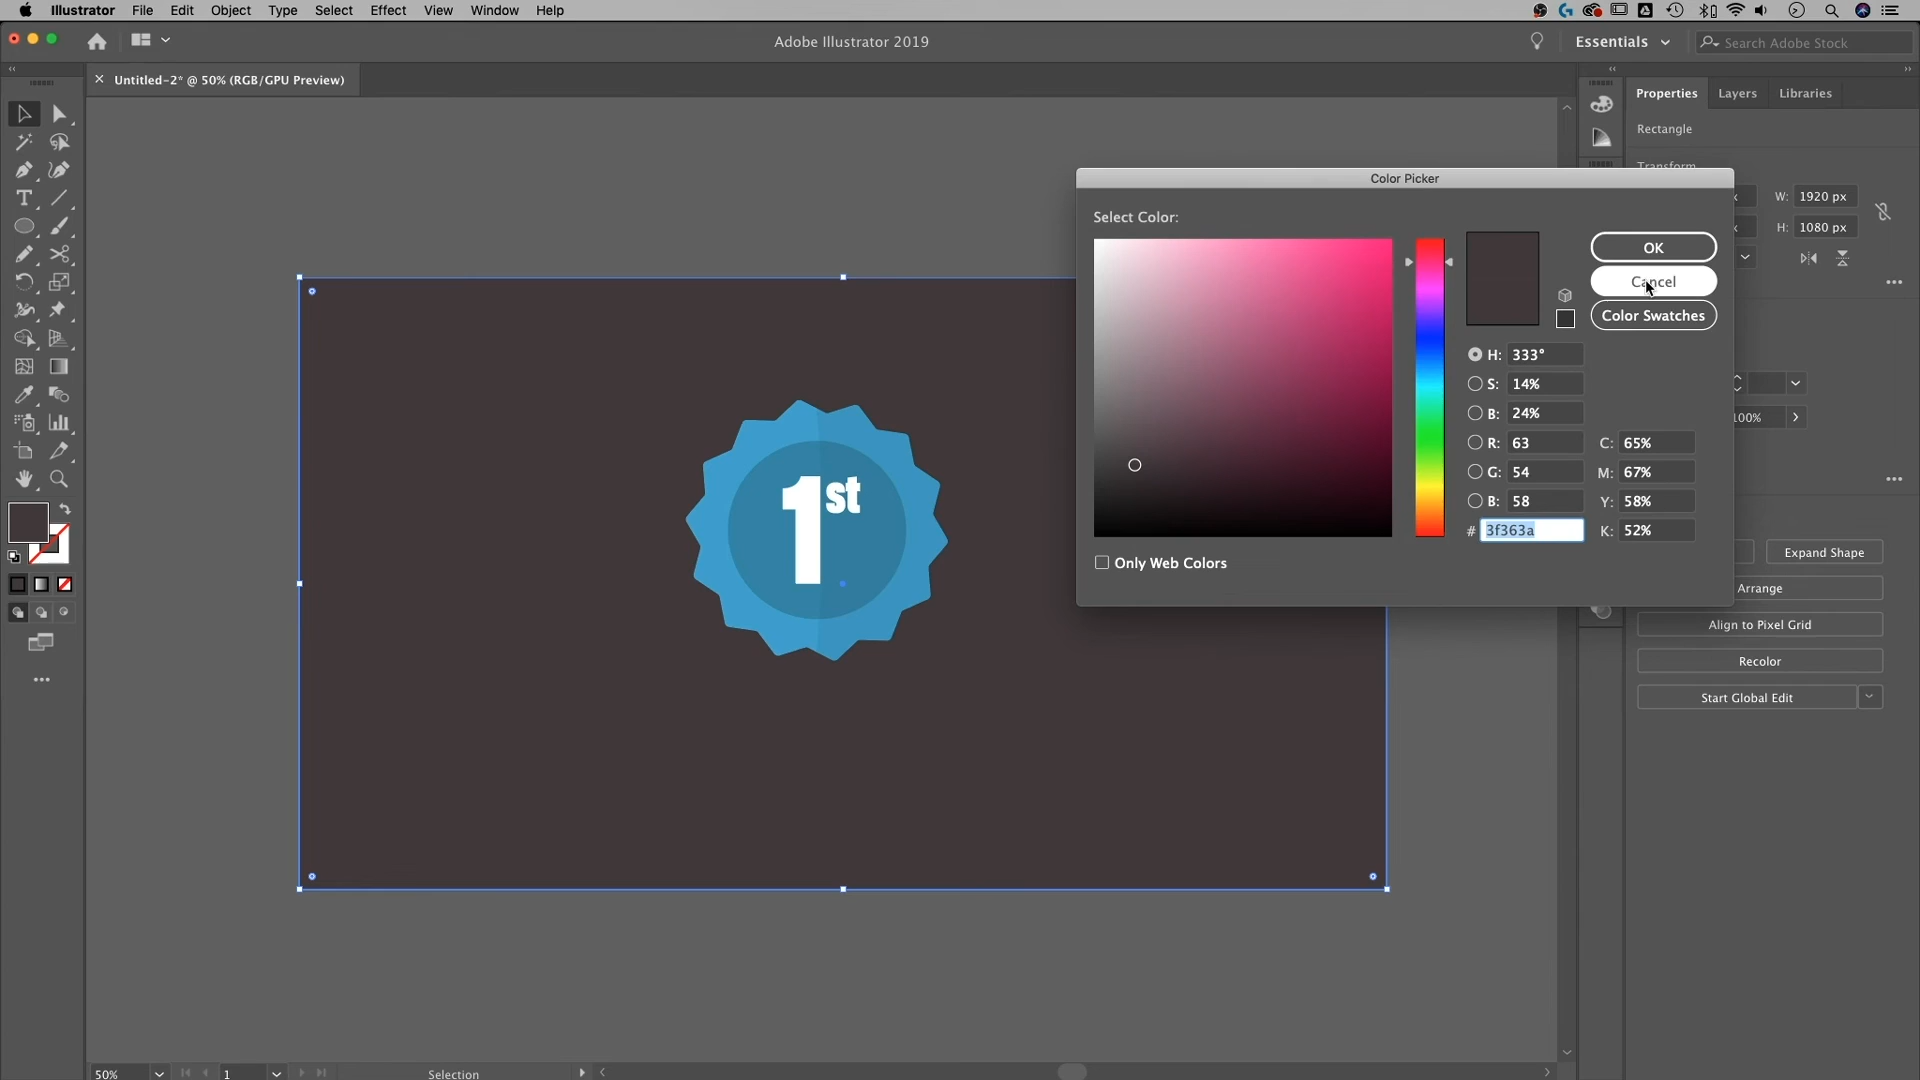 Illustrator File Edit Object Type Select Effect View Window Help
Adobe Illustrator 2019
Essentials
Search Adobe Stock
Untitled-2* @ 50% (RGB/GPU Preview)
Properties Layers Libraries
Rectangle
Transform
W: 1920 px
H: 1080 px
Color Picker
Select Color:
OK
Cancel
Color Swatches
H: 333°
S: 14%
B: 24%
R: 63 C: 65%
G: 54 M: 67%
B: 58 Y: 58%
# 3f363a K: 52%
Only Web Colors
100%
1st
Expand Shape
Arrange
Align to Pixel Grid
Recolor
Start Global Edit
50% 1 Selection